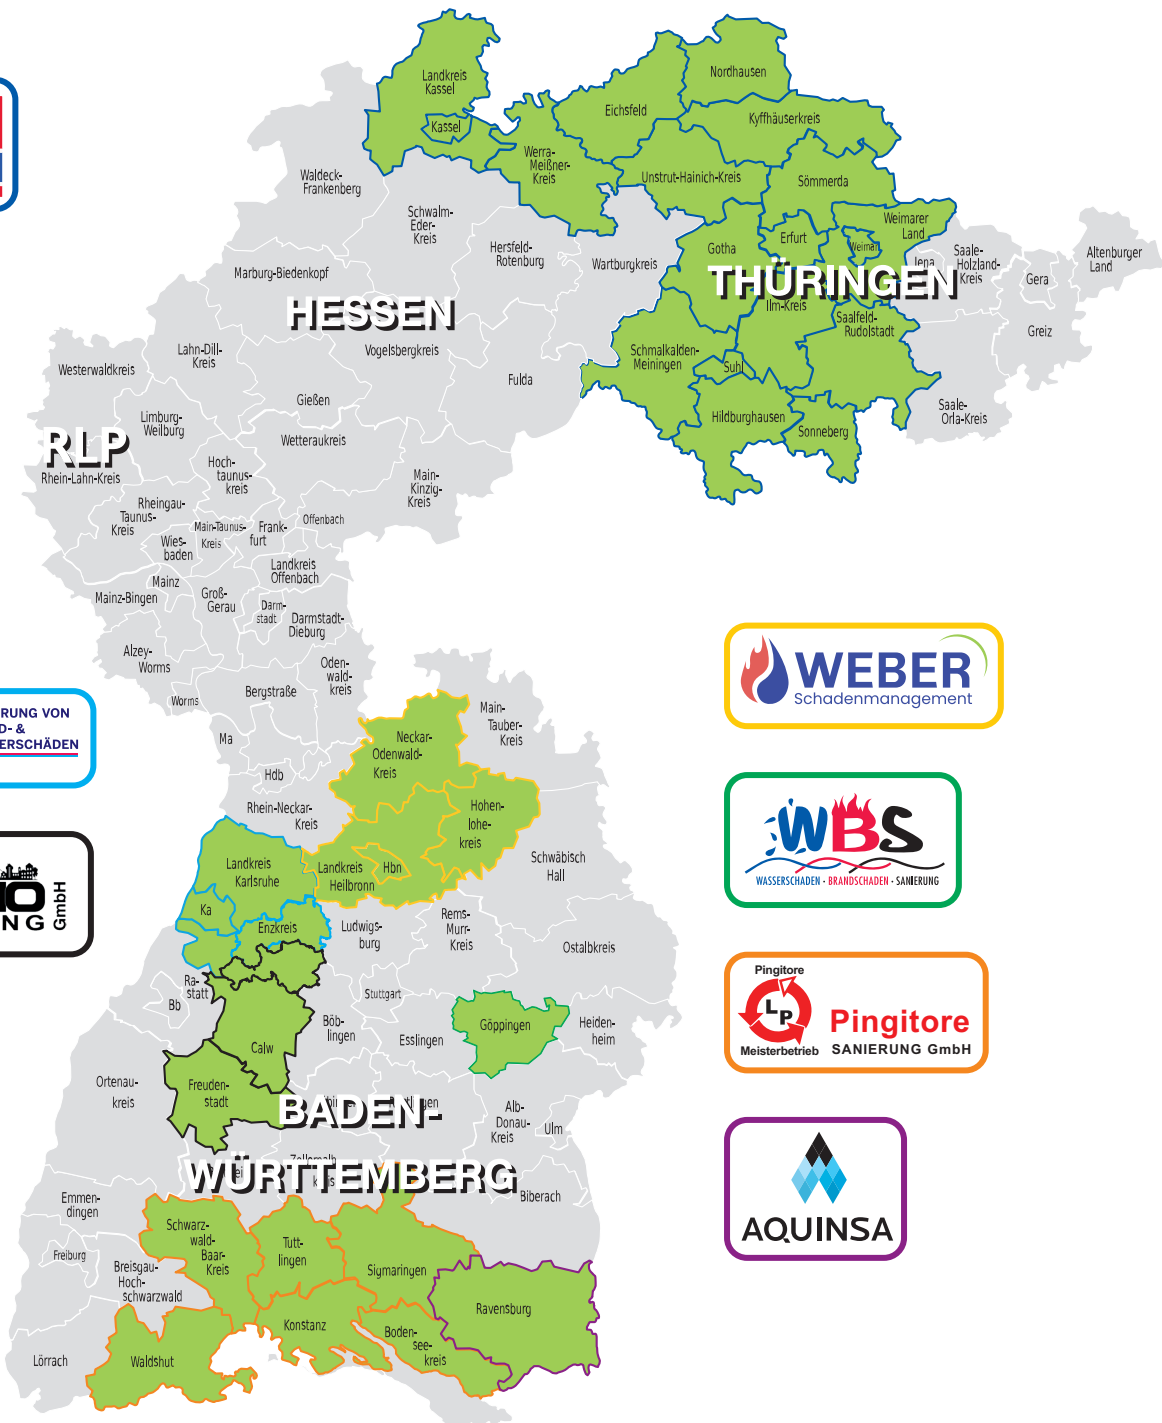 Landkreis
Kassel
Kassel
Nordhausen
Eichsfeld
Kyffhäuserkreis
Werra-
Meißner-
Kreis
Unstrut-Hainich-Kreis
Sömmerda
Waldeck-
Frankenberg
Schwalm-
Eder-
Kreis
Hersfeld-
Rotenburg
Wartburgkreis
Gotha
Erfurt
Weimar
Weimarer
Land
Jena
Saale-
Holzland-
Kreis
Gera
Altenburger
Land
Greiz
Marburg-Biedenkopf
HESSEN
THÜRINGEN
Ilm-Kreis
Saalfeld-
Rudolstadt
Westerwaldkreis
Lahn-Dill-
Kreis
Vogelsbergkreis
Fulda
Schmalkalden-
Meiningen
Suhl
Hildburghausen
Sonneberg
Saale-
Orla-Kreis
Gießen
Limburg-
Weilburg
Wetteraukreis
RLP
Rhein-Lahn-Kreis
Hoch-
taunus-
kreis
Main-
Kinzig-
Kreis
Rheingau-
Taunus-
Kreis
Wies-
baden
Main-Taunus-
Kreis
Frank-
furt
Offenbach
Landkreis
Offenbach
Mainz
Mainz-Bingen
Groß-
Gerau
Darm-
stadt
Darmstadt-
Dieburg
Alzey-
Worms
Worms
Bergstraße
Oden-
wald-
kreis
Ma
Hdb
Rhein-Neckar-
Kreis
Neckar-
Odenwald-
Kreis
Main-
Tauber-
Kreis
Hohen-
lohe-
kreis
Landkreis
Heilbronn
Hbn
Schwäbisch
Hall
Landkreis
Karlsruhe
Ka
Enzkreis
Ludwigs-
burg
Rems-
Murr-
Kreis
Ostalbkreis
Ra-
statt
Bb
Stuttgart
Böb-
lingen
Esslingen
Göppingen
Heiden-
heim
Calw
Ortenau-
kreis
Freuden-
stadt
BADEN-
WÜRTTEMBERG
Alb-
Donau-
Kreis
Ulm
Biberach
Emmen-
dingen
Freiburg
Breisgau-
Hoch-
schwarzwald
Schwarz-
wald-
Baar-
Kreis
Tutt-
lingen
Sigmaringen
Ravensburg
Konstanz
Boden-
see-
kreis
Lörrach
Waldshut
RUNG VON
D- &
ERSCHÄDEN
NG
GmbH
WEBER
Schadenmanagement
WBS
WASSERSCHADEN · BRANDSCHADEN · SANIERUNG
Pingitore
LP
Meisterbetrieb
Pingitore
SANIERUNG GmbH
AQUINSA